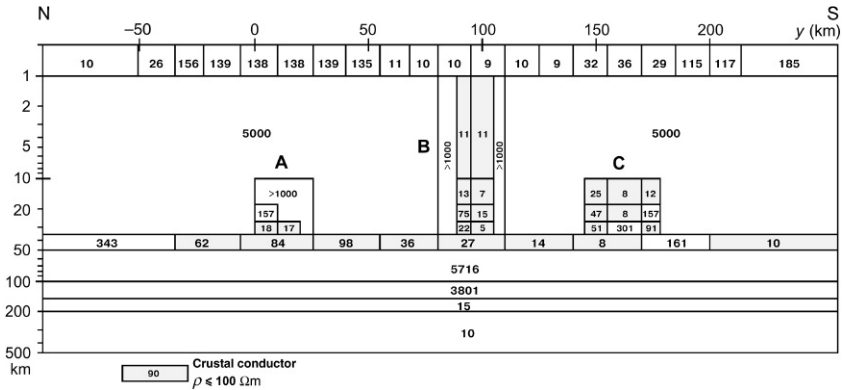 N S
−50 0 50 100 150 200 y (km)
10 26 156 139 138 138 139 135 11 10 10 9 10 9 32 36 29 115 117 185
1
2
5
10
20
50
100
200
500
km
5000 B 11 11 5000
A >1000 >1000 C
>1000 13 7 25 8 12
157 75 15 47 8 157
18 17 22 5 51 301 91
343 62 84 98 36 27 14 8 161 10
5716
3801
15
10
90 Crustal conductor
ρ ⩽ 100 Ωm